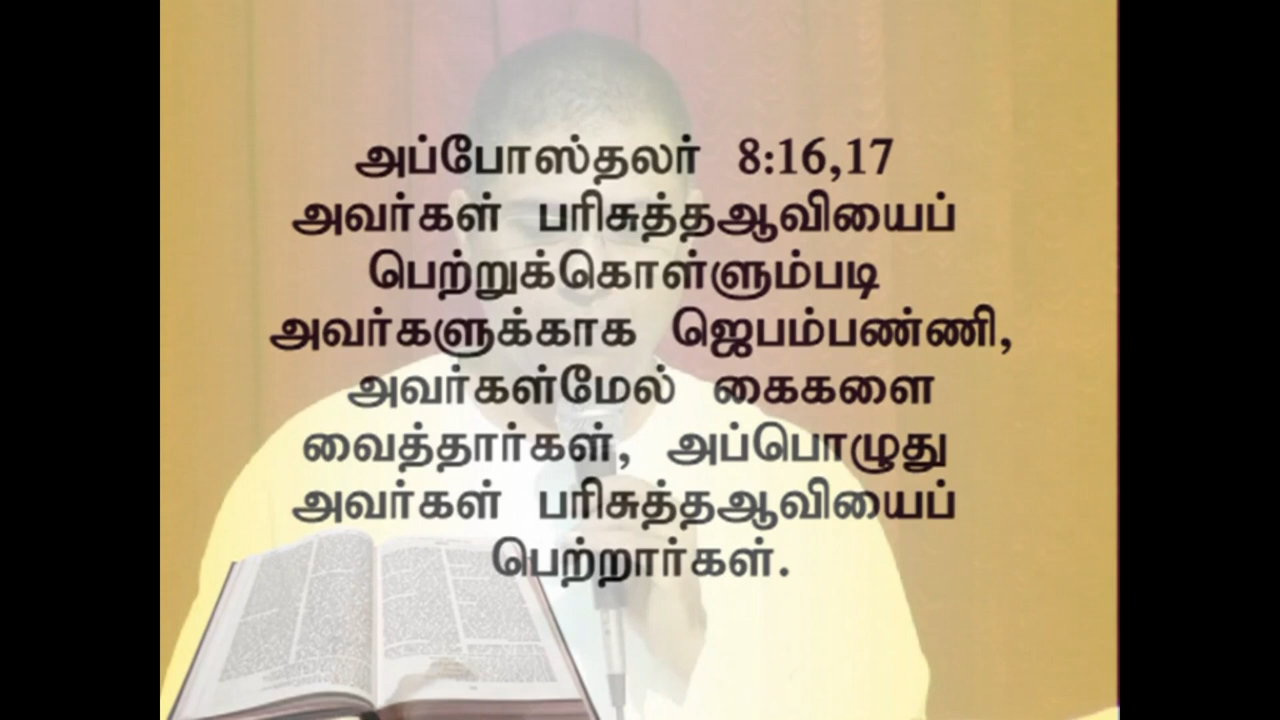 அப்போஸ்தலர் 8:16,17
அவர்கள் பரிசுத்தஆவியைப்
பெற்றுக்கொள்ளும்படி
அவர்களுக்காக ஜெபம்பண்ணி,
அவர்கள்மேல் கைகளை
வைத்தார்கள், அப்பொழுது
அவர்கள் பரிசுத்தஆவியைப்
பெற்றார்கள்.